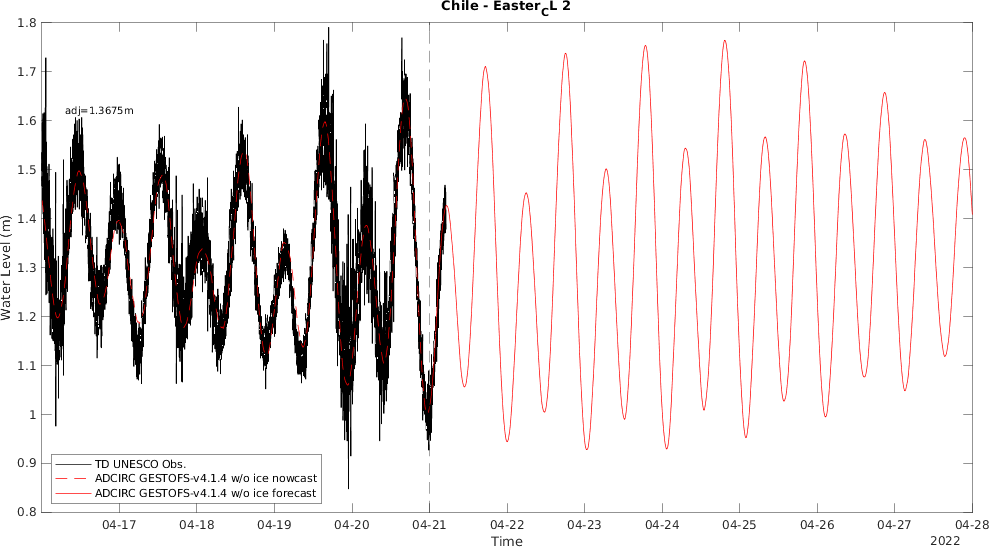 Chile - Easter_CL 2
1.8
1.7
1.6
1.5
1.4
1.3
1.2
1.1
1
0.9
0.8
Water Level (m)
adj=1.3675m
TD UNESCO Obs.
ADCIRC GESTOFS-v4.1.4 w/o ice nowcast
ADCIRC GESTOFS-v4.1.4 w/o ice forecast
04-17 04-18 04-19 04-20 04-21 04-22 04-23 04-24 04-25 04-26 04-27 04-28
Time
2022